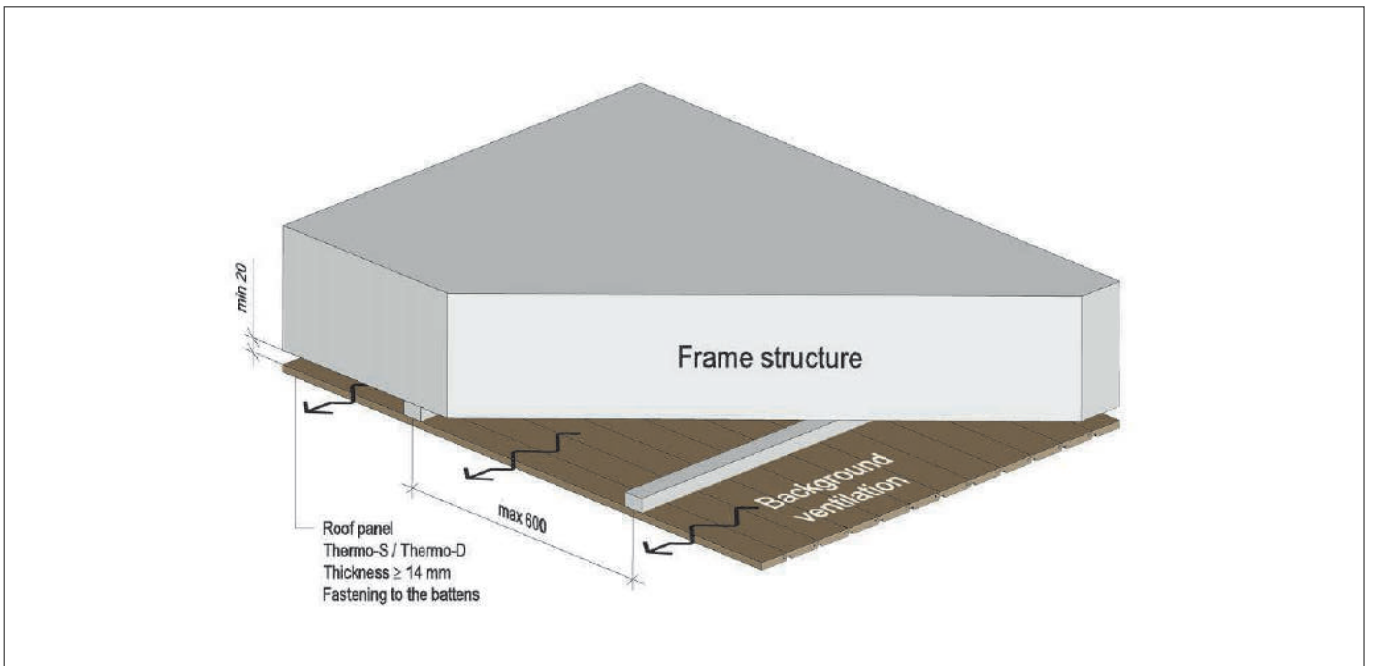 Frame structure
min 20
Background
ventilation
max 600
Roof panel
Thermo-S / Thermo-D
Thickness ≥ 14 mm
Fastening to the battens